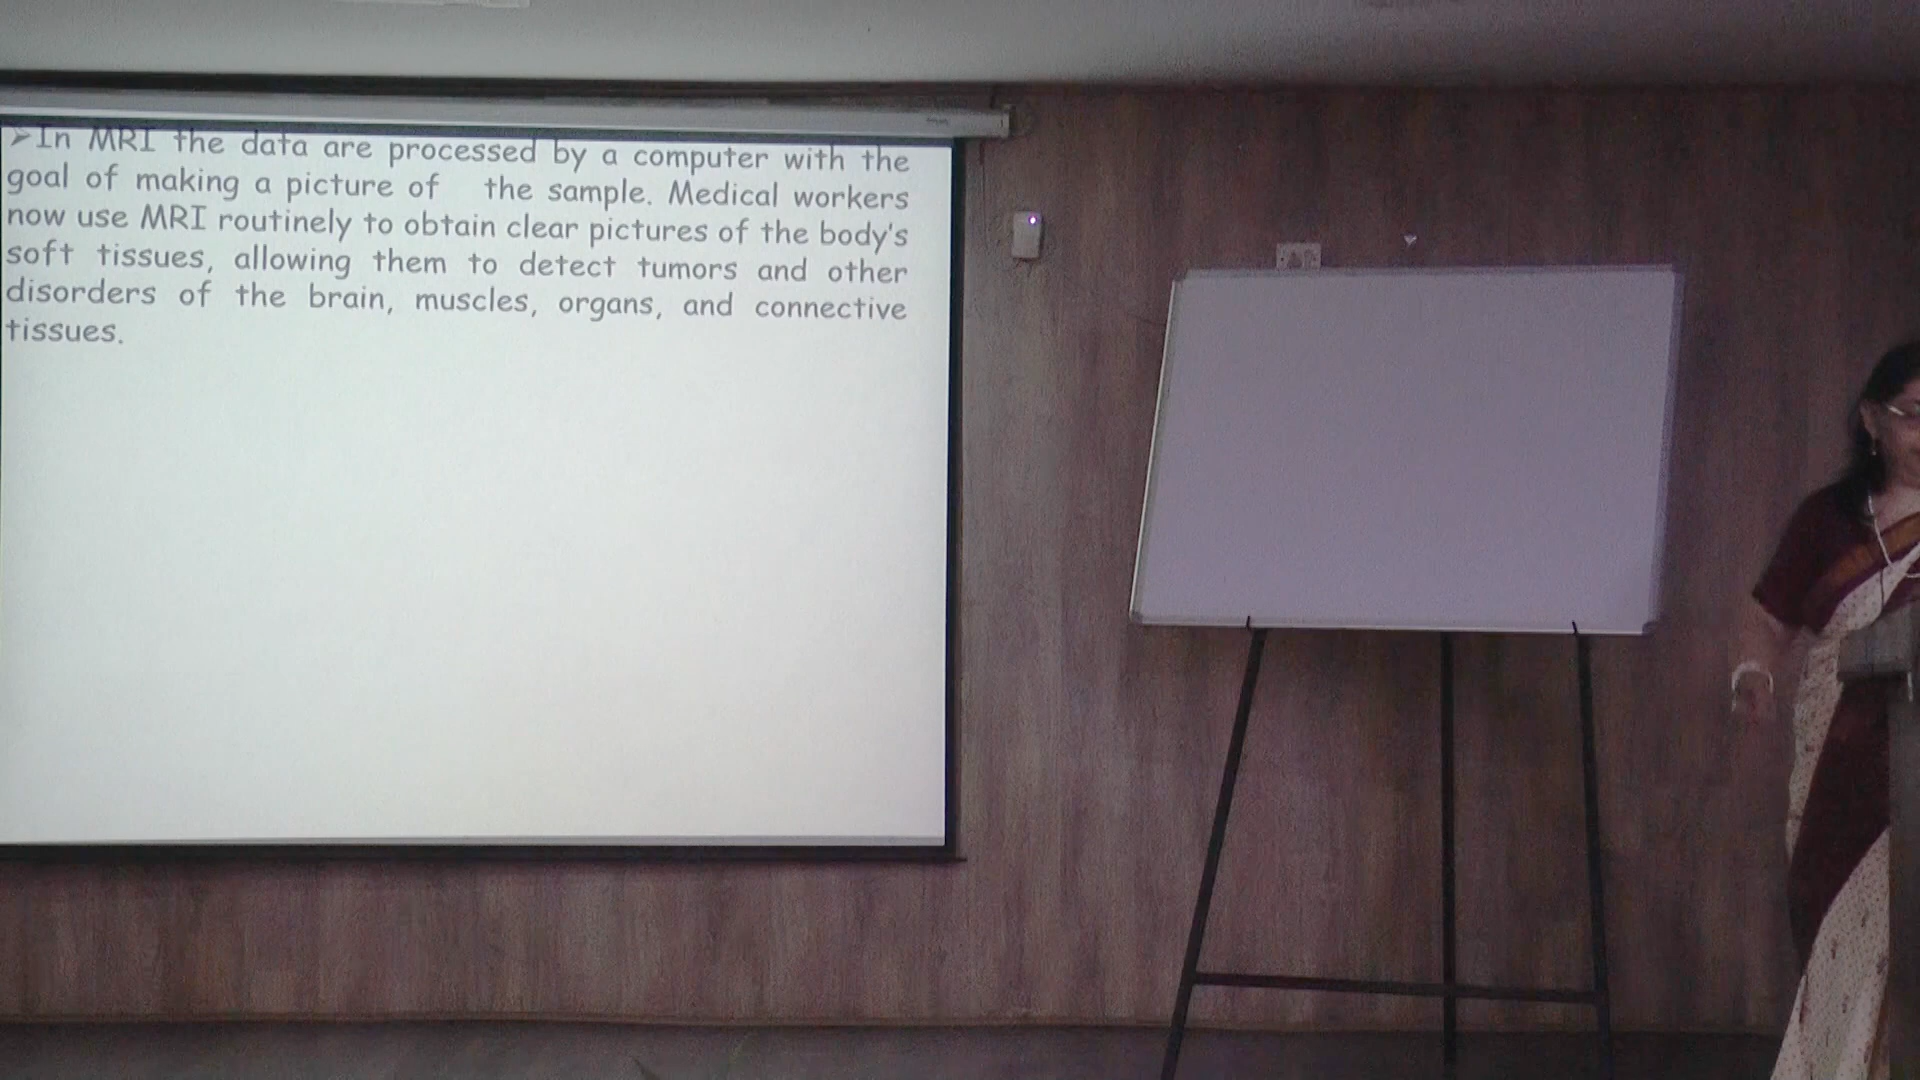 ➢In MRI the data are processed by a computer with the
goal of making a picture of the sample. Medical workers
now use MRI routinely to obtain clear pictures of the body's
soft tissues, allowing them to detect tumors and other
disorders of the brain, muscles, organs, and connective
tissues.